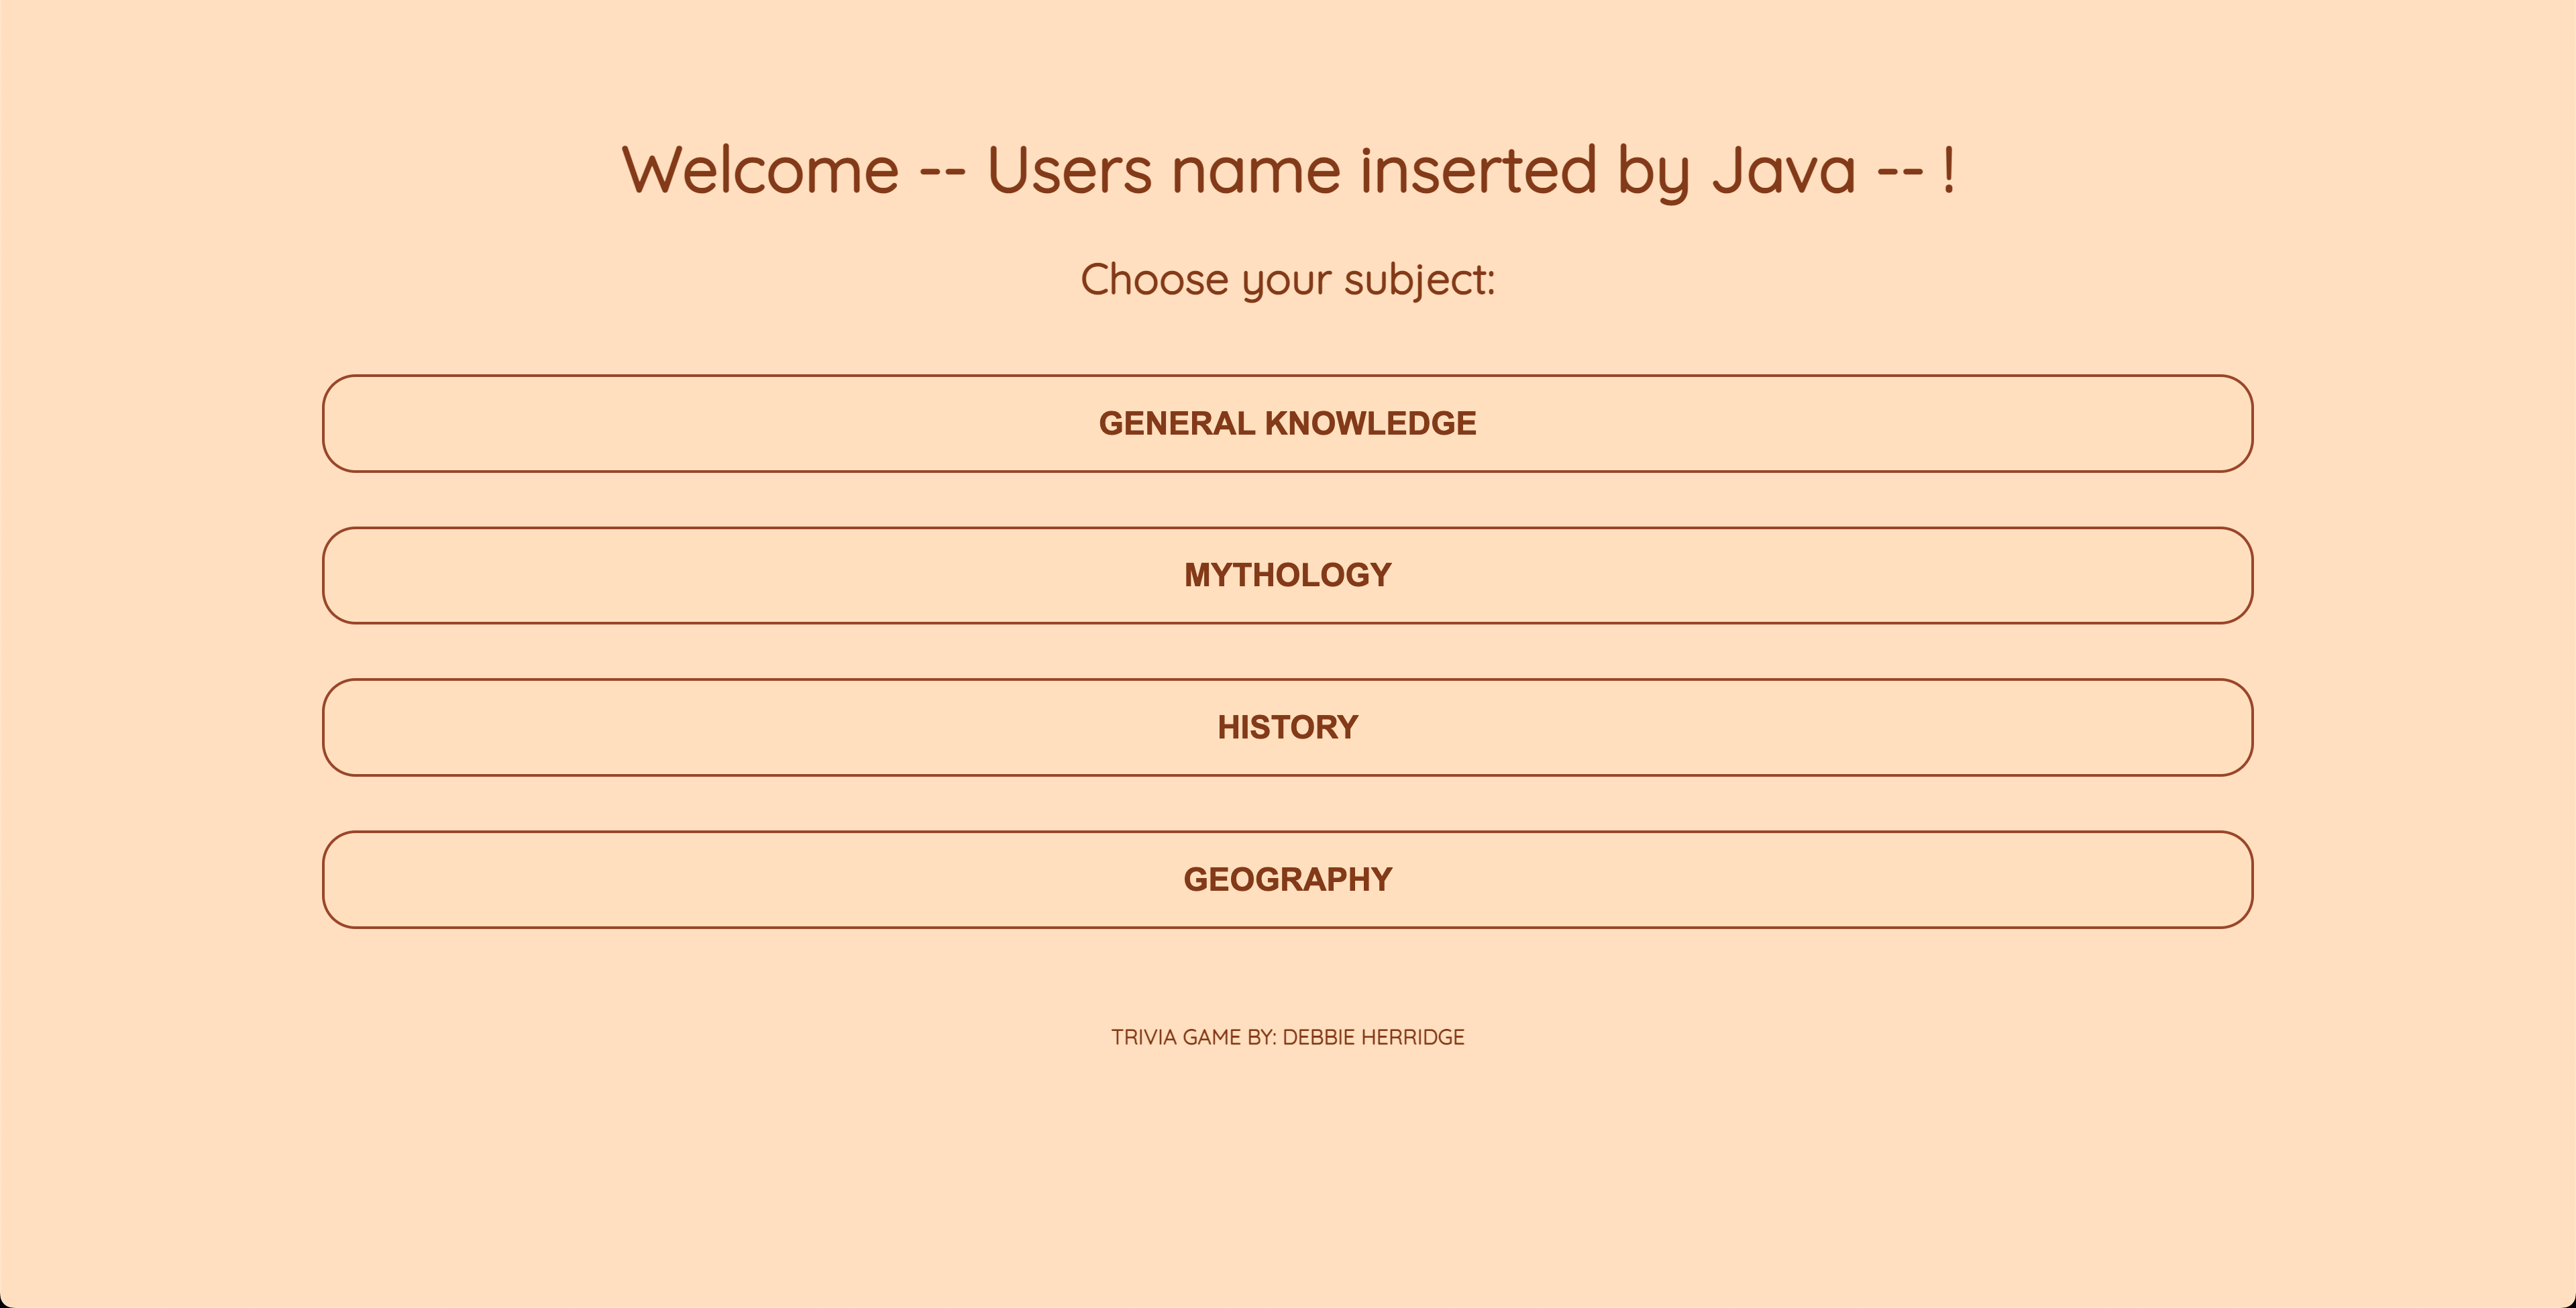 Welcome -- Users name inserted by Java -- !
Choose your subject:
GENERAL KNOWLEDGE
MYTHOLOGY
HISTORY
GEOGRAPHY
TRIVIA GAME BY: DEBBIE HERRIDGE